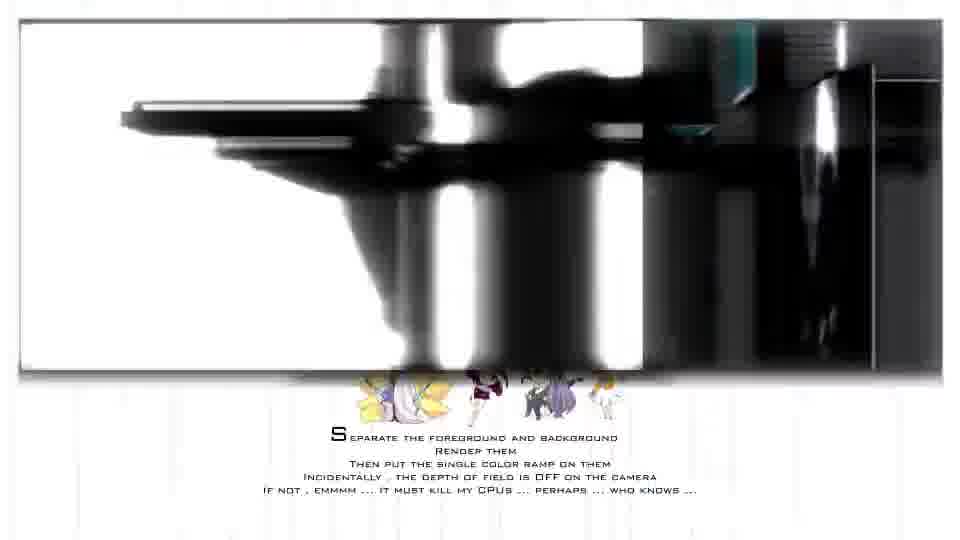 Separate the foreground and background
Render them
Then put the single color ramp on them
Incidentally , the depth of field is OFF on the camera
If not , emmmm ... it must kill my CPUs ... perhaps ... who knows ...